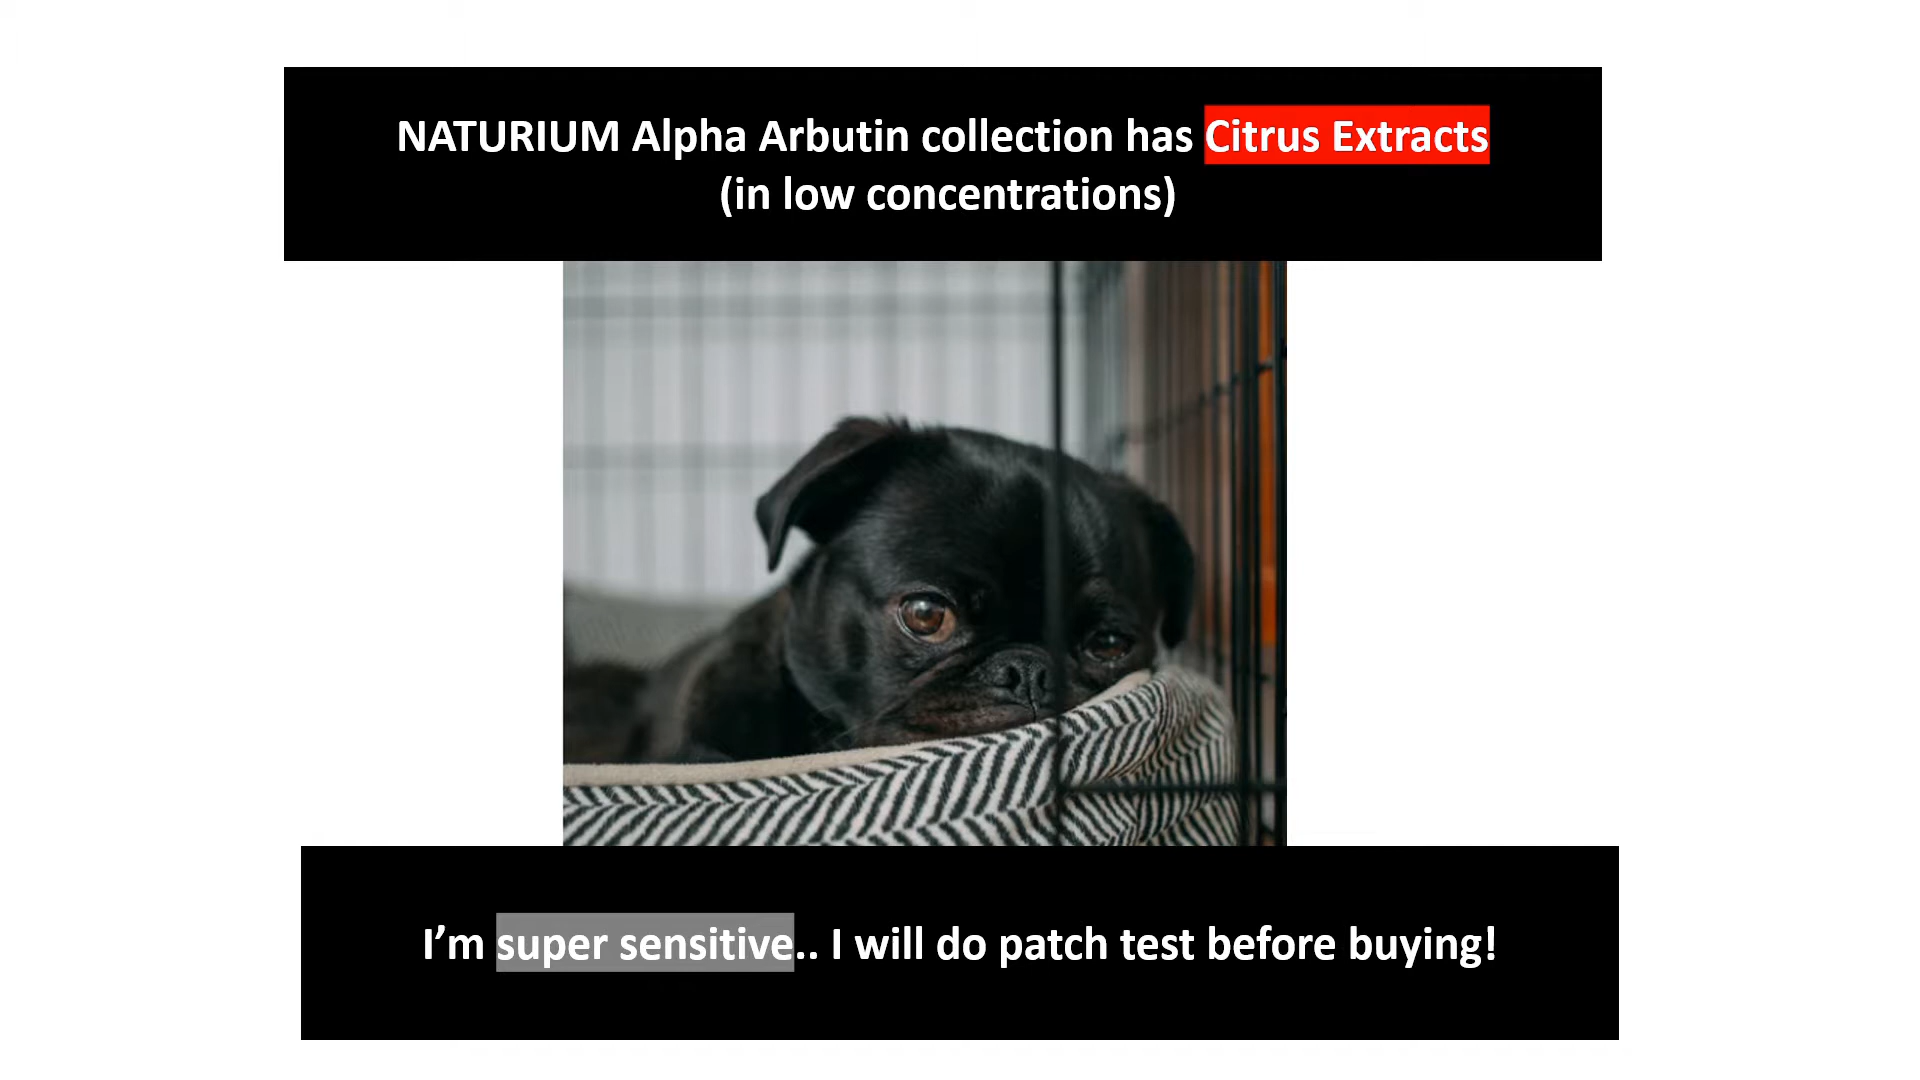 NATURIUM Alpha Arbutin collection has Citrus Extracts
(in low concentrations)
I’m super sensitive.. I will do patch test before buying!